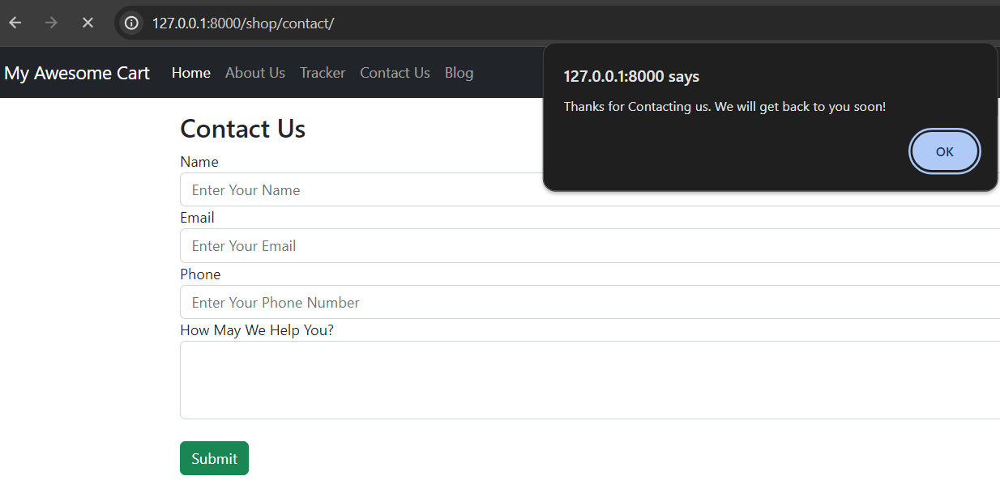 127.0.0.1:8000/shop/contact/
My Awesome Cart Home About Us Tracker Contact Us Blog
127.0.0.1:8000 says
Thanks for Contacting us. We will get back to you soon!
OK
Contact Us
Name
Enter Your Name
Email
Enter Your Email
Phone
Enter Your Phone Number
How May We Help You?
Submit